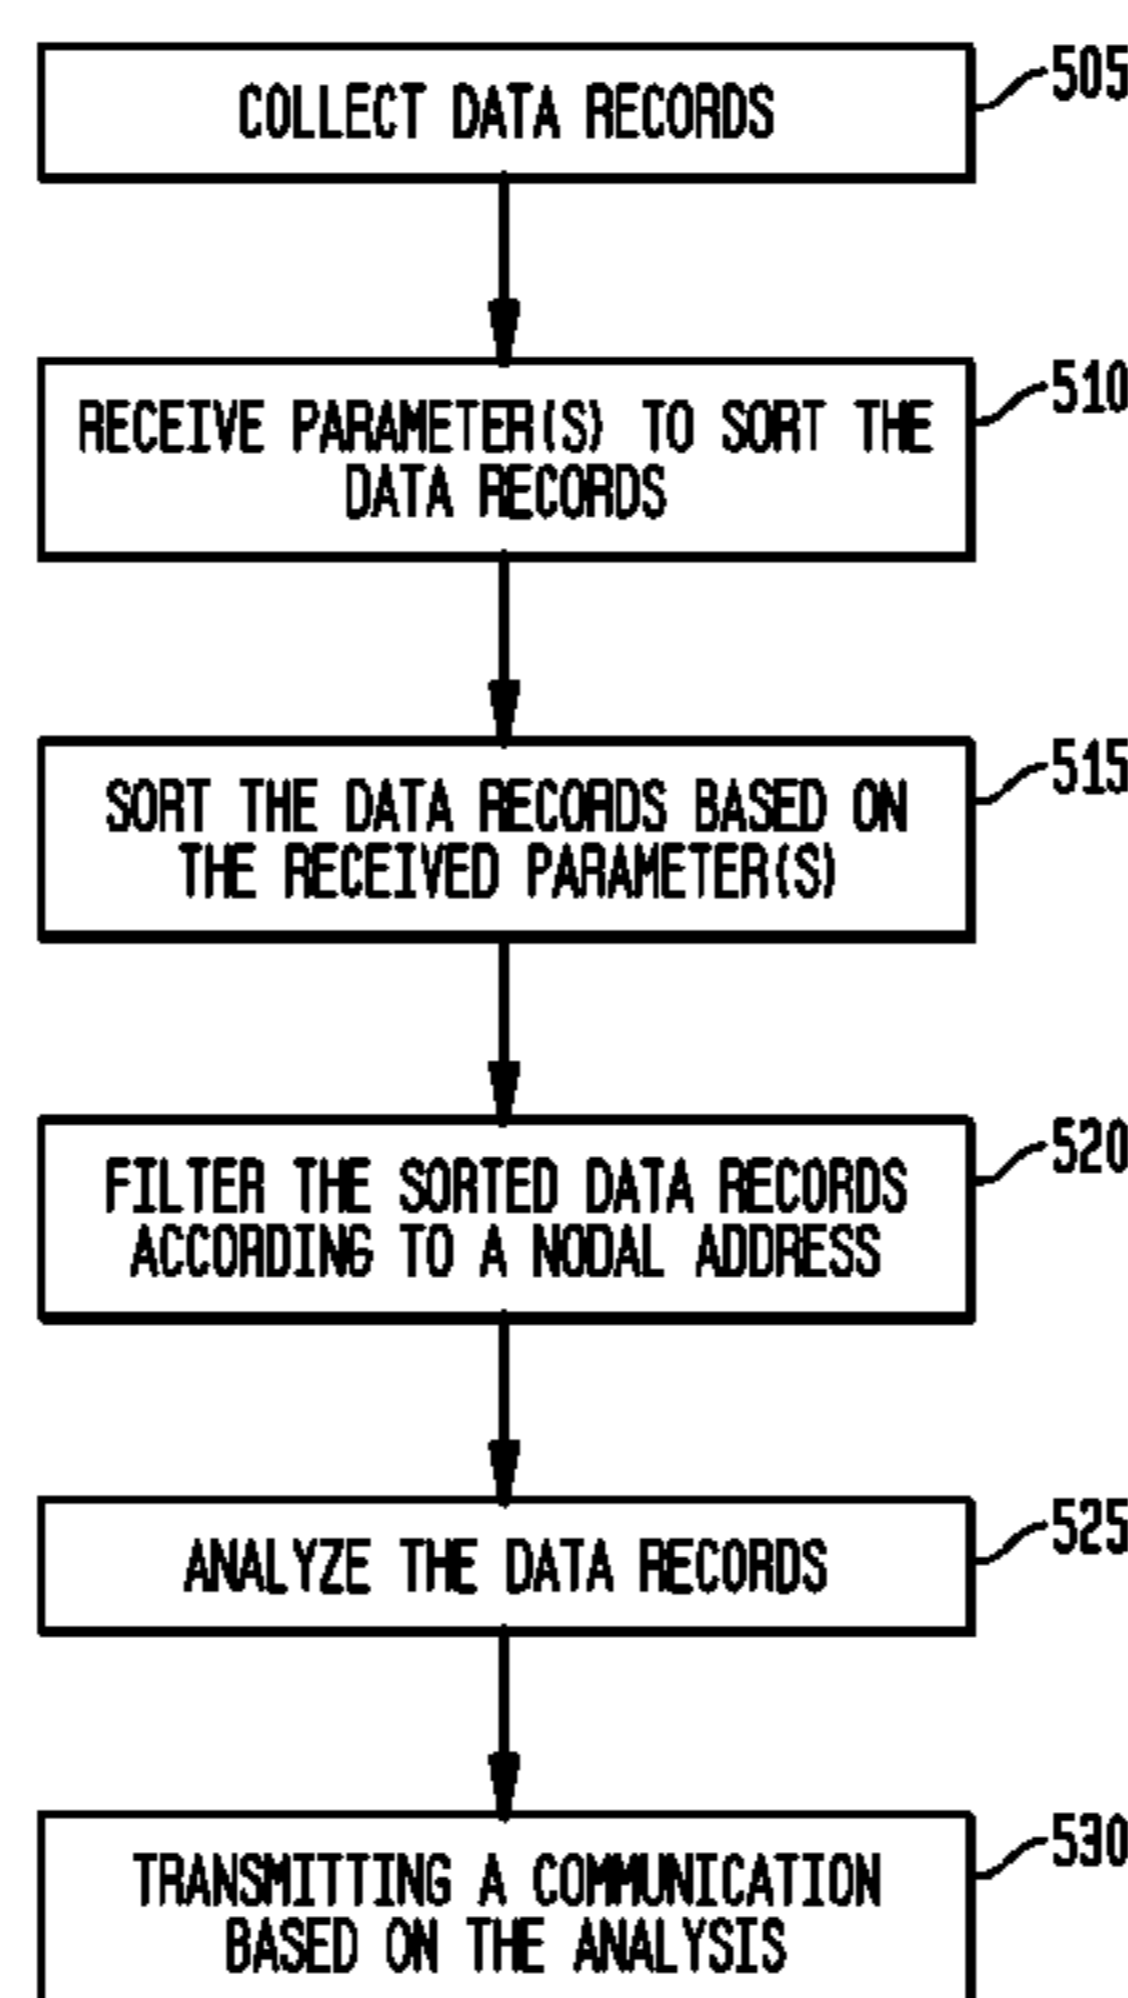 COLLECT DATA RECORDS
505
RECEIVE PARAMETER(S) TO SORT THE
DATA RECORDS
510
SORT THE DATA RECORDS BASED ON
THE RECEIVED PARAMETER(S)
515
FILTER THE SORTED DATA RECORDS
ACCORDING TO A NODAL ADDRESS
520
ANALYZE THE DATA RECORDS
525
TRANSMITTING A COMMUNICATION
BASED ON THE ANALYSIS
530